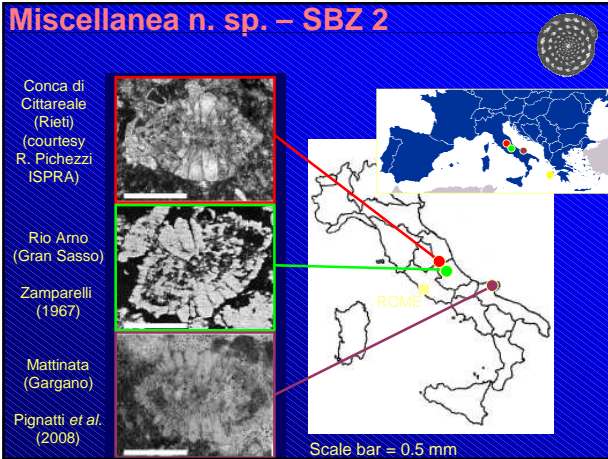 Miscellanea n. sp. – SBZ 2
Conca di
Cittareale
(Rieti)
(courtesy
R. Pichezzi
ISPRA)
Rio Arno
(Gran Sasso)
Zamparelli
(1967)
Mattinata
(Gargano)
Pignatti et al.
(2008)
ROME
Scale bar = 0.5 mm